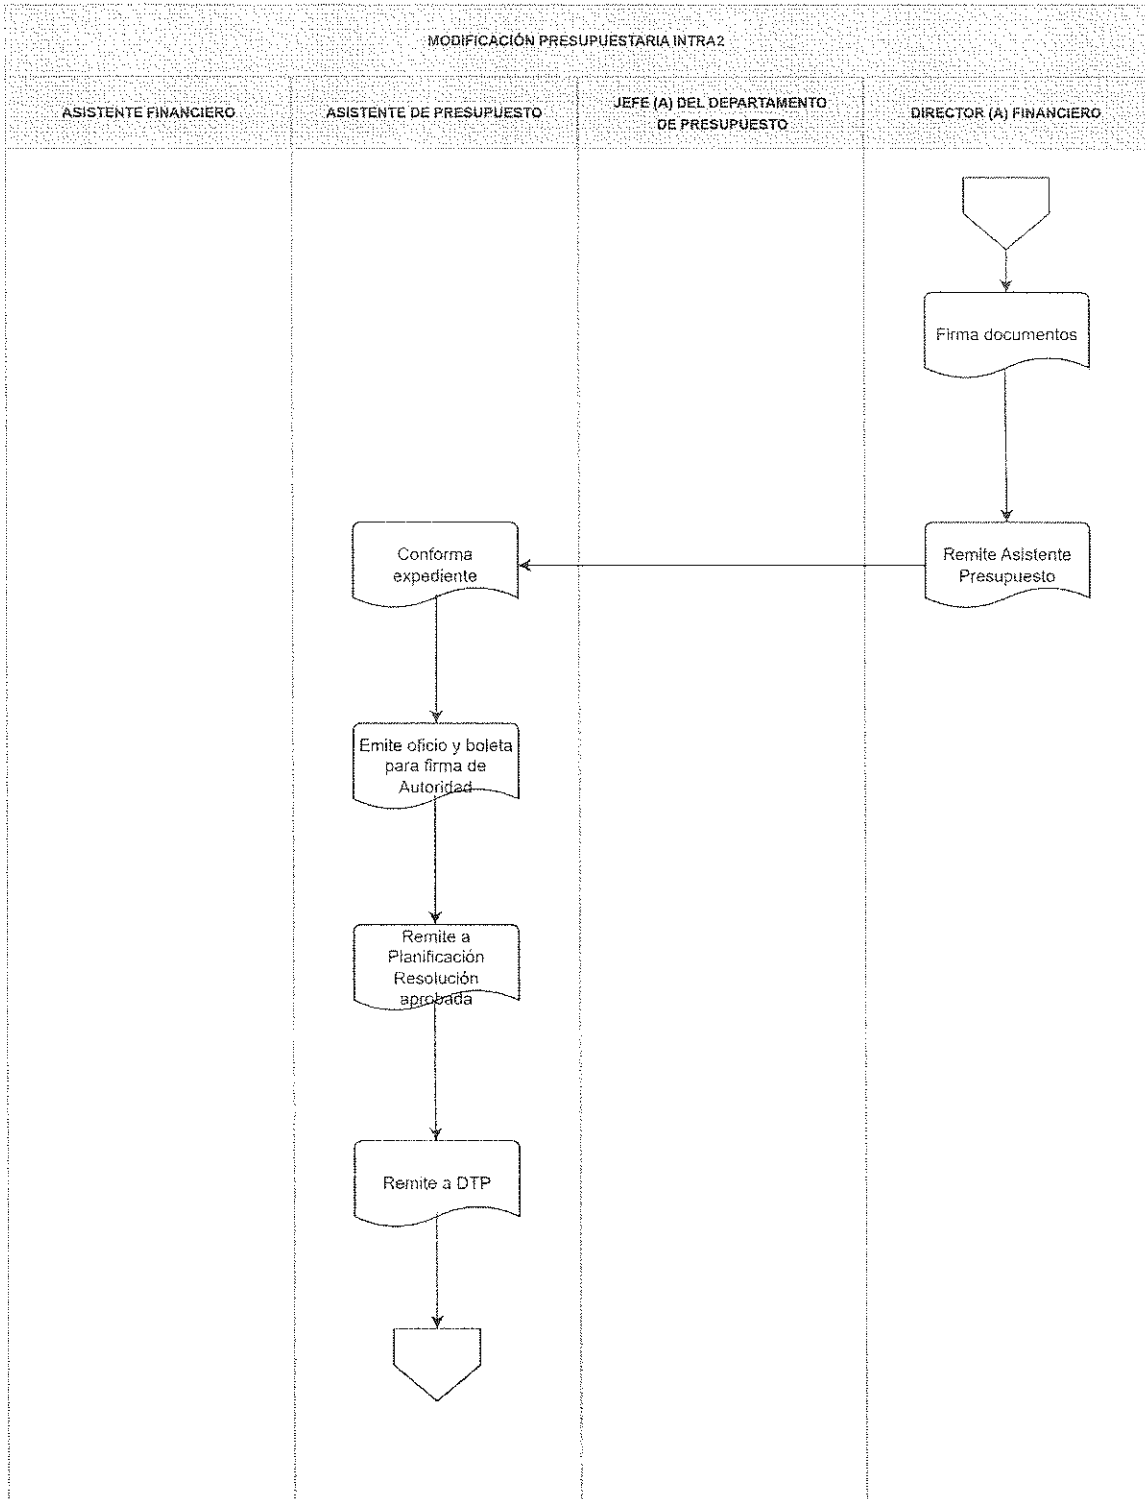 MODIFICACIÓN PRESUPUESTARIA INTRA2
ASISTENTE FINANCIERO
ASISTENTE DE PRESUPUESTO
JEFE (A) DEL DEPARTAMENTO
DE PRESUPUESTO
DIRECTOR (A) FINANCIERO
Firma documentos
Remite Asistente
Presupuesto
Conforma
expediente
Emite oficio y boleta
para firma de
Autoridad
Remite a
Planificación
Resolución
aprobada
Remite a DTP